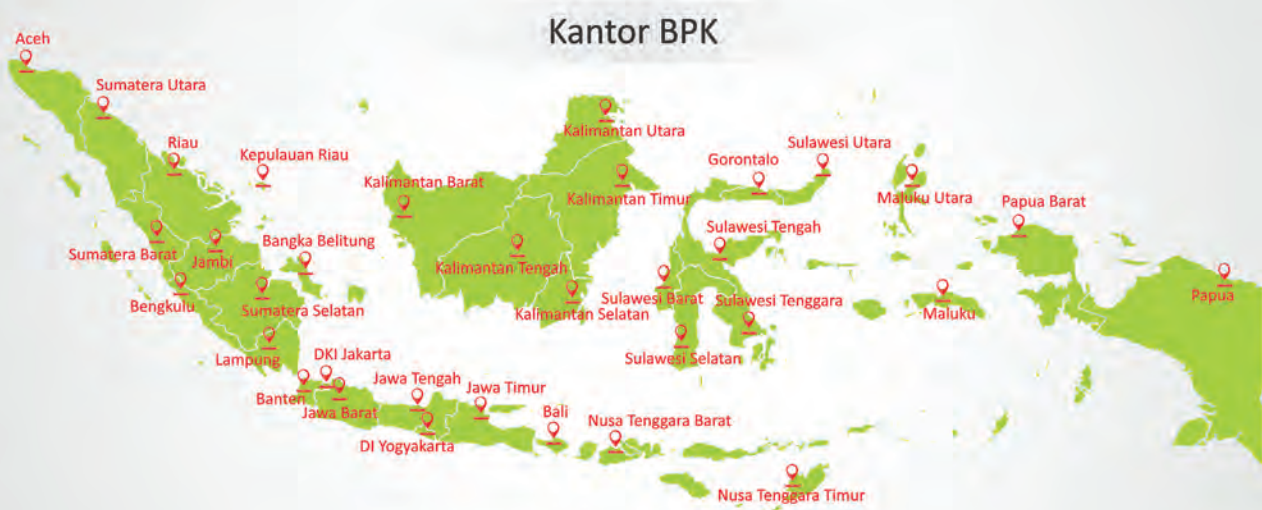 Kantor BPK
Aceh
Sumatera Utara
Riau
Kepulauan Riau
Sumatera Barat
Jambi
Bangka Belitung
Bengkulu
Sumatera Selatan
Lampung
Kalimantan Utara
Kalimantan Barat
Kalimantan Timur
Kalimantan Tengah
Kalimantan Selatan
Gorontalo
Sulawesi Utara
Sulawesi Tengah
Sulawesi Barat
Sulawesi Tenggara
Sulawesi Selatan
Maluku Utara
Papua Barat
Maluku
Papua
DKI Jakarta
Banten
Jawa Barat
Jawa Tengah
DI Yogyakarta
Jawa Timur
Bali
Nusa Tenggara Barat
Nusa Tenggara Timur